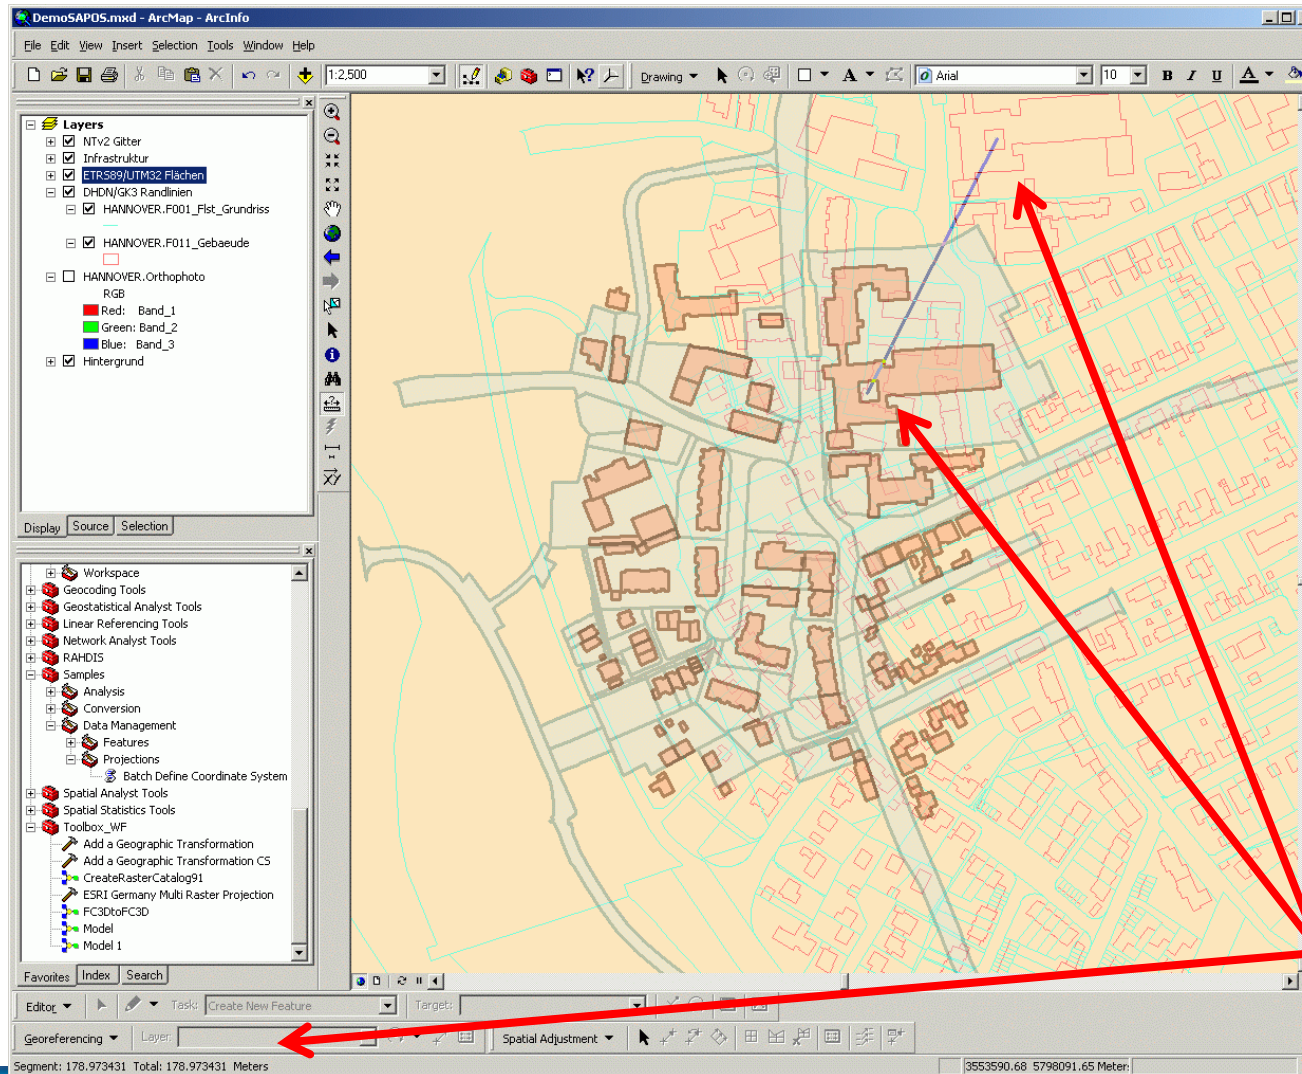 DemoSAPOS.mxd - ArcMap - ArcInfo
File Edit View Insert Selection Tools Window Help
1:2,500 Drawing A Arial 10 B I U A
Layers
NTv2 Gitter
Infrastruktur
ETRS89/UTM32 Flächen
DHDN/GK3 Randlinien
HANNOVER.F001_Flst_Grundriss
HANNOVER.F011_Gebaeude
HANNOVER.Orthophoto
RGB
Red: Band_1
Green: Band_2
Blue: Band_3
Hintergrund
XY
Display Source Selection
Workspace
Geocoding Tools
Geostatistical Analyst Tools
Linear Referencing Tools
Network Analyst Tools
RAHDIS
Samples
Analysis
Conversion
Data Management
Features
Projections
Batch Define Coordinate System
Spatial Analyst Tools
Spatial Statistics Tools
Toolbox_WF
Add a Geographic Transformation
Add a Geographic Transformation CS
CreateRasterCatalog91
ESRI Germany Multi Raster Projection
FC3DtoFC3D
Model
Model 1
Favorites Index Search
Editor Task: Create New Feature Target:
Georeferencing Layer: Spatial Adjustment
Segment: 178.973431 Total: 178.973431 Meters 3553590.68 5798091.65 Meter: